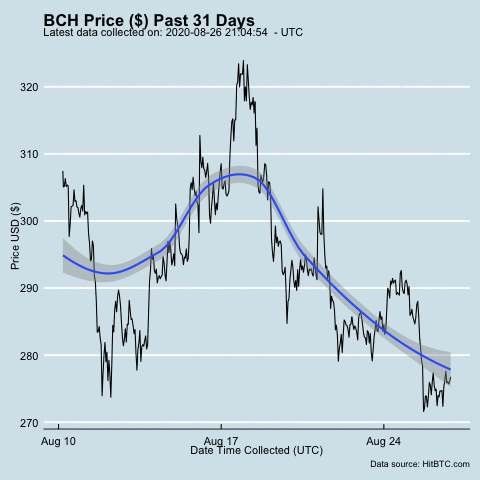 BCH Price ($) Past 31 Days
Latest data collected on: 2020-08-26 21:04:54 - UTC
Price USD ($)
320
310
300
290
280
270
Aug 10
Aug 17
Aug 24
Date Time Collected (UTC)
Data source: HitBTC.com